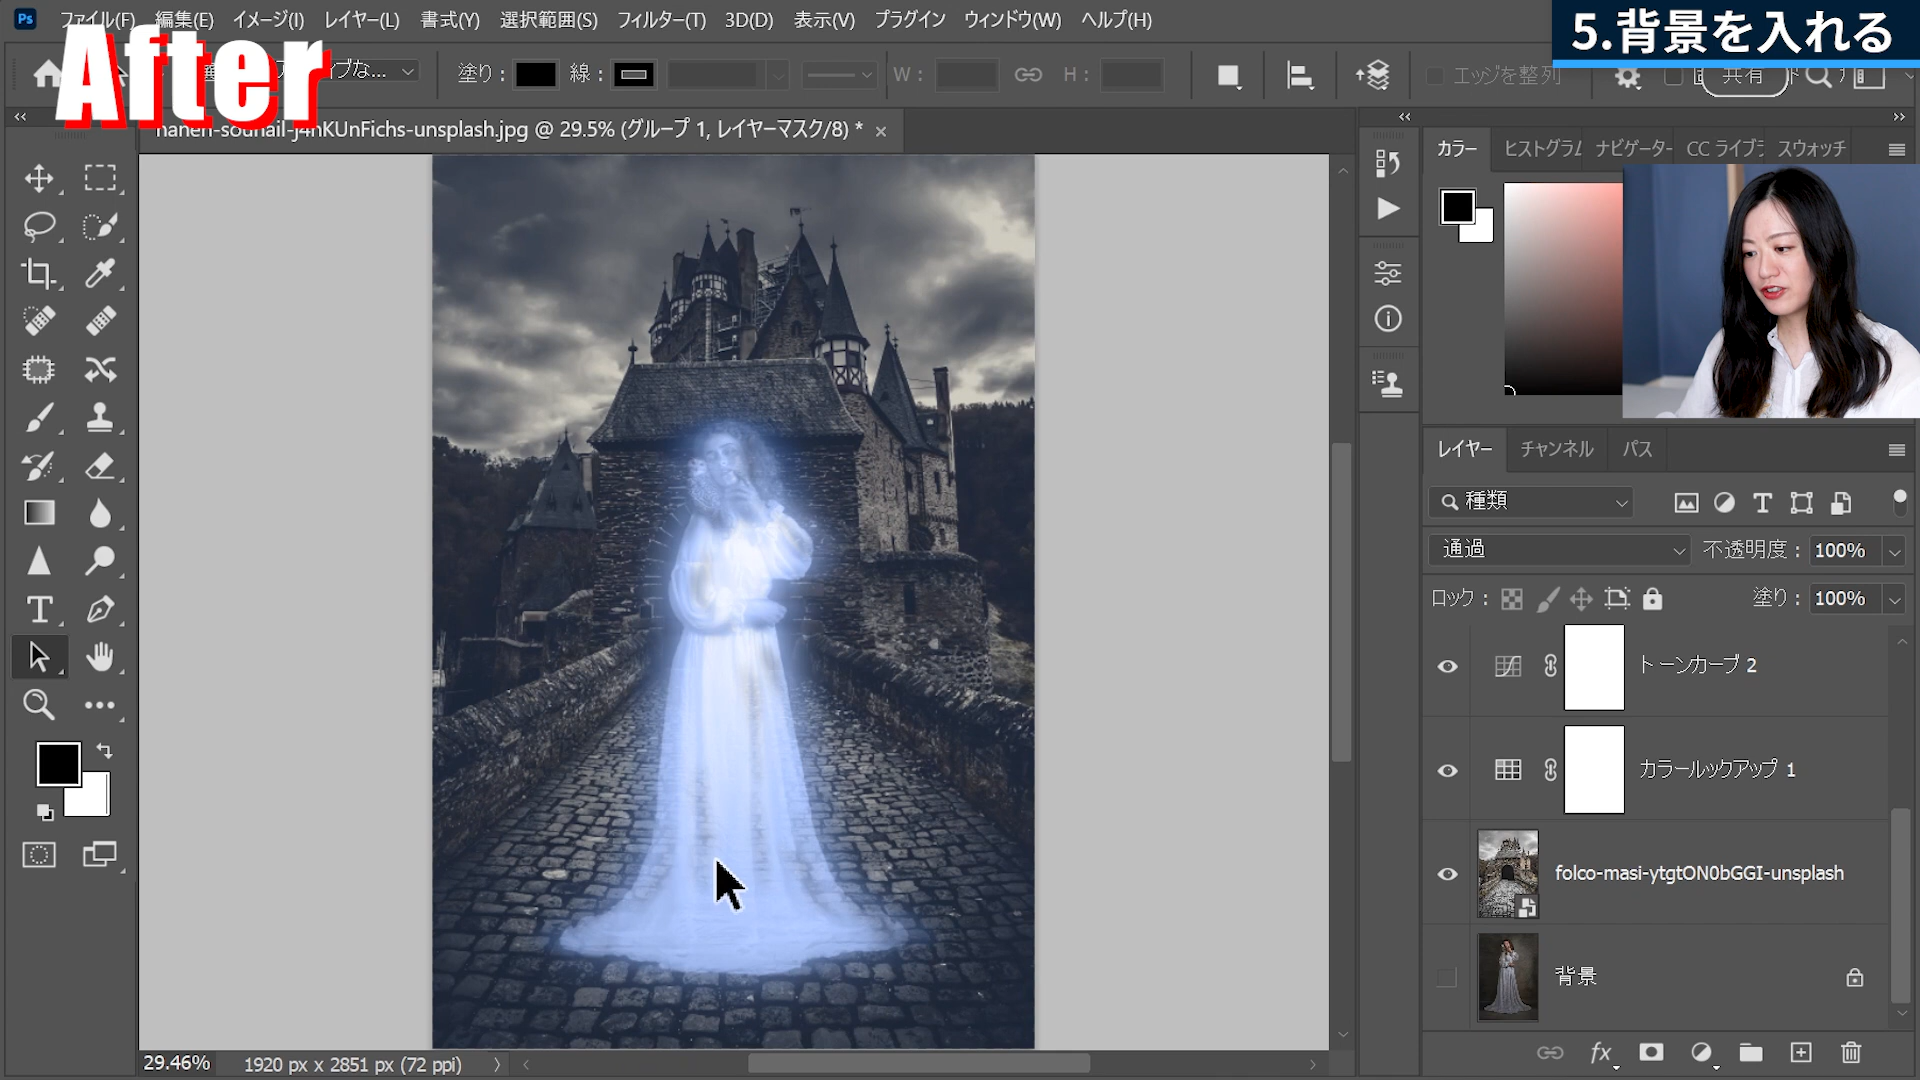 Ps ファイル(F) 編集(E) イメージ(I) レイヤー(L) 書式(Y) 選択範囲(S) フィルター(T) 3D(D) 表示(V) プラグイン ウィンドウ(W) ヘルプ(H)
After
5.背景を入れる
塗り : 線 : W : H : エッジを整列 共有
hanen-souhail-j4nKUnFichs-unsplash.jpg @ 29.5% (グループ 1, レイヤーマスク/8) * ×
カラー ヒストグラム ナビゲーター CC ライブラ スウォッチ
レイヤー チャンネル パス
種類
通過 不透明度 : 100%
ロック : 塗り : 100%
トーンカーブ 2
カラールックアップ 1
folco-masi-ytgtON0bGGI-unsplash
背景
fx
29.46% 1920 px x 2851 px (72 ppi)